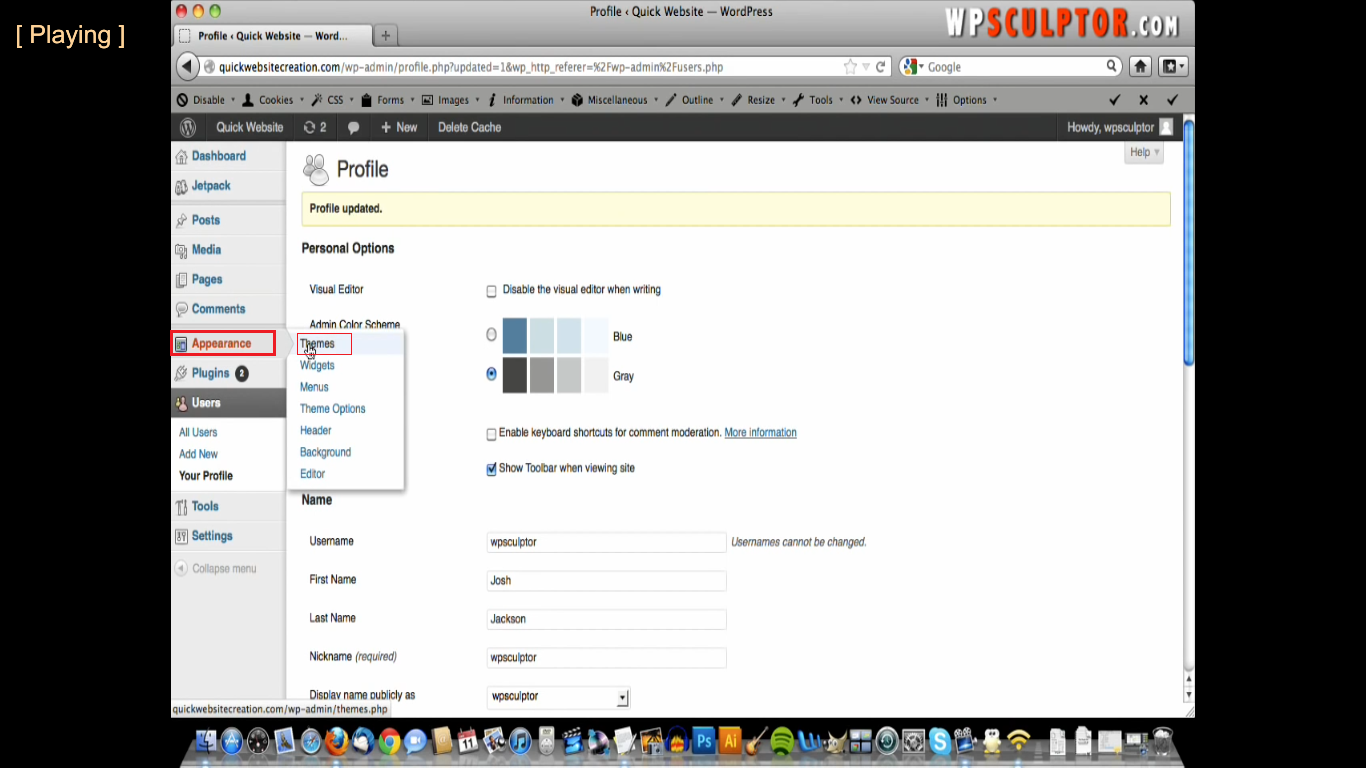 [ Playing ]
Profile ‹ Quick Website — WordPress
WPSCULPTOR.COM
Profile ‹ Quick Website — Word...
quickwebsitecreation.com/wp-admin/profile.php?updated=1&wp_http_referer=%2Fwp-admin%2Fusers.php
Google
Disable Cookies CSS Forms Images Information Miscellaneous Outline Resize Tools View Source Options
Quick Website 2 + New Delete Cache Howdy, wpsculptor
Help
Dashboard
Jetpack
Posts
Media
Pages
Comments
Appearance
Plugins 2
Users
All Users
Add New
Your Profile
Tools
Settings
Collapse menu
Themes
Widgets
Menus
Theme Options
Header
Background
Editor
Profile
Profile updated.
Personal Options
Visual Editor Disable the visual editor when writing
Admin Color Scheme
Blue
Gray
Enable keyboard shortcuts for comment moderation. More information
Show Toolbar when viewing site
Name
Username wpsculptor Usernames cannot be changed.
First Name Josh
Last Name Jackson
Nickname (required) wpsculptor
Display name publicly as wpsculptor
quickwebsitecreation.com/wp-admin/themes.php
11 Ps Ai